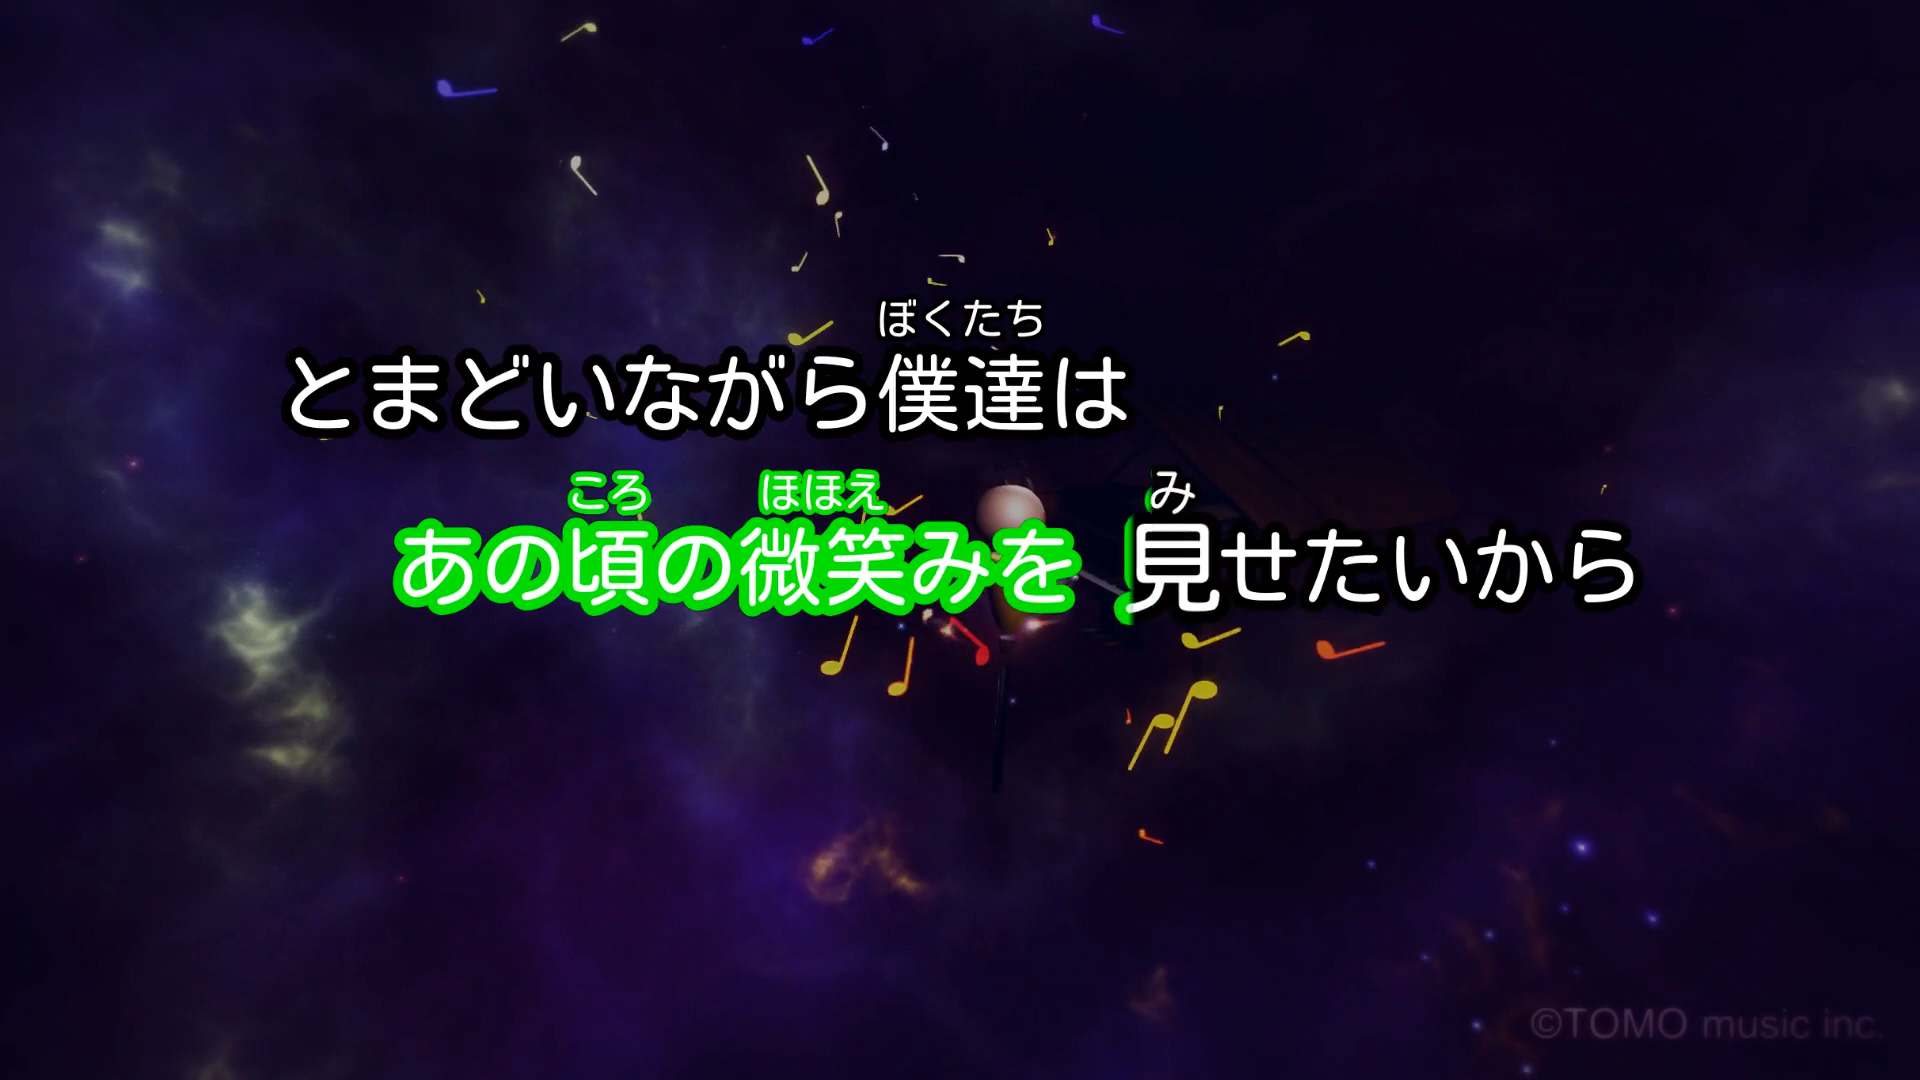 ぼくたち
とまどいながら僕達は
ころ ほほえ み
あの頃の微笑みを 見せたいから
©TOMO music inc.